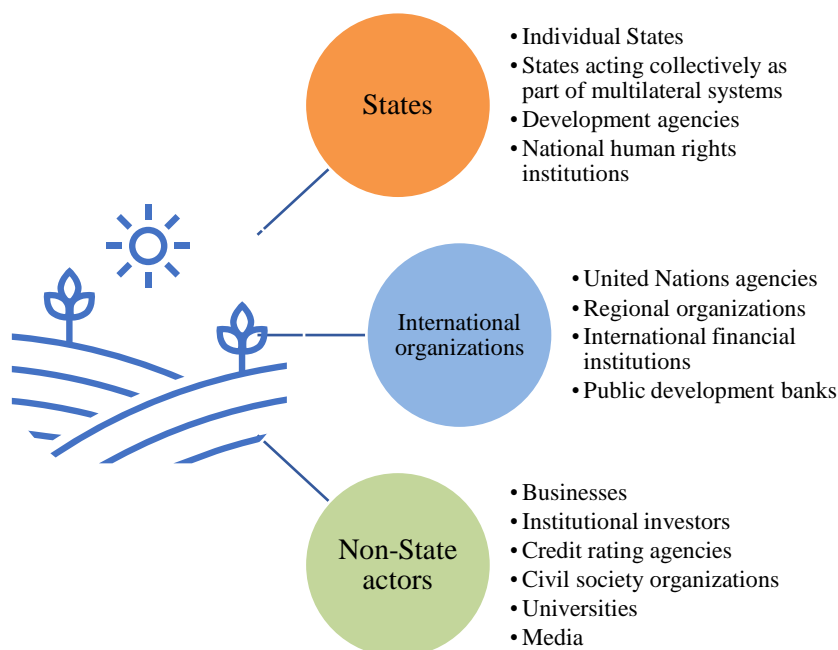 States
• Individual States
• States acting collectively as
part of multilateral systems
• Development agencies
• National human rights
institutions
International
organizations
• United Nations agencies
• Regional organizations
• International financial
institutions
• Public development banks
Non-State
actors
• Businesses
• Institutional investors
• Credit rating agencies
• Civil society organizations
• Universities
• Media